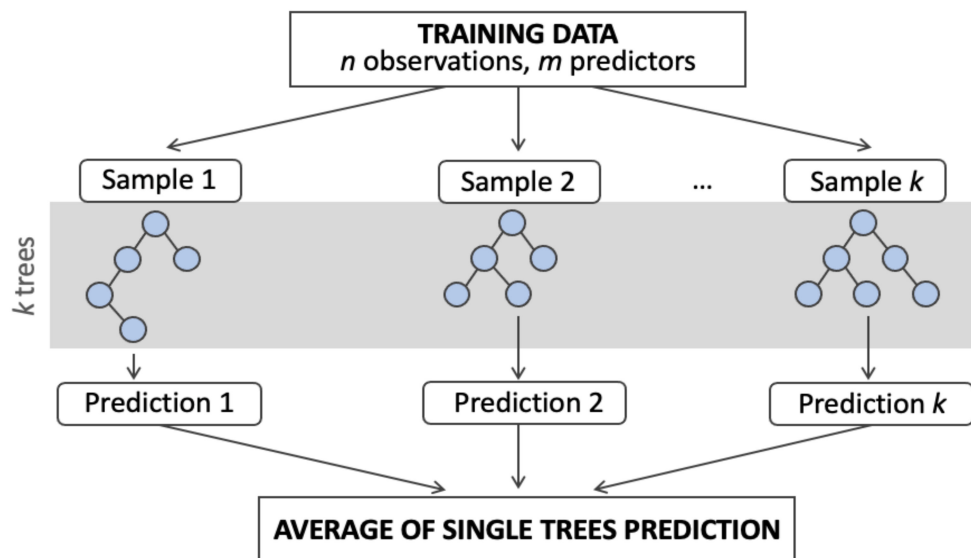 TRAINING DATA
n observations, m predictors
Sample 1
Sample 2
...
Sample k
k trees
Prediction 1
Prediction 2
Prediction k
AVERAGE OF SINGLE TREES PREDICTION